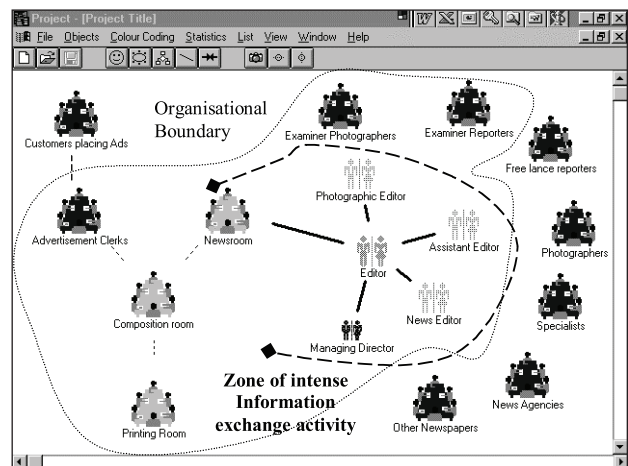 Project - [Project Title]
File Objects Colour Coding Statistics List View Window Help
Organisational
Boundary
Customers placing Ads
Examiner Photographers
Examiner Reporters
Free lance reporters
Photographic Editor
Advertisement Clerks
Newsroom
Assistant Editor
Photographers
Editor
Composition room
News Editor
Specialists
Managing Director
Zone of intense
Information
exchange activity
Printing Room
Other Newspapers
News Agencies